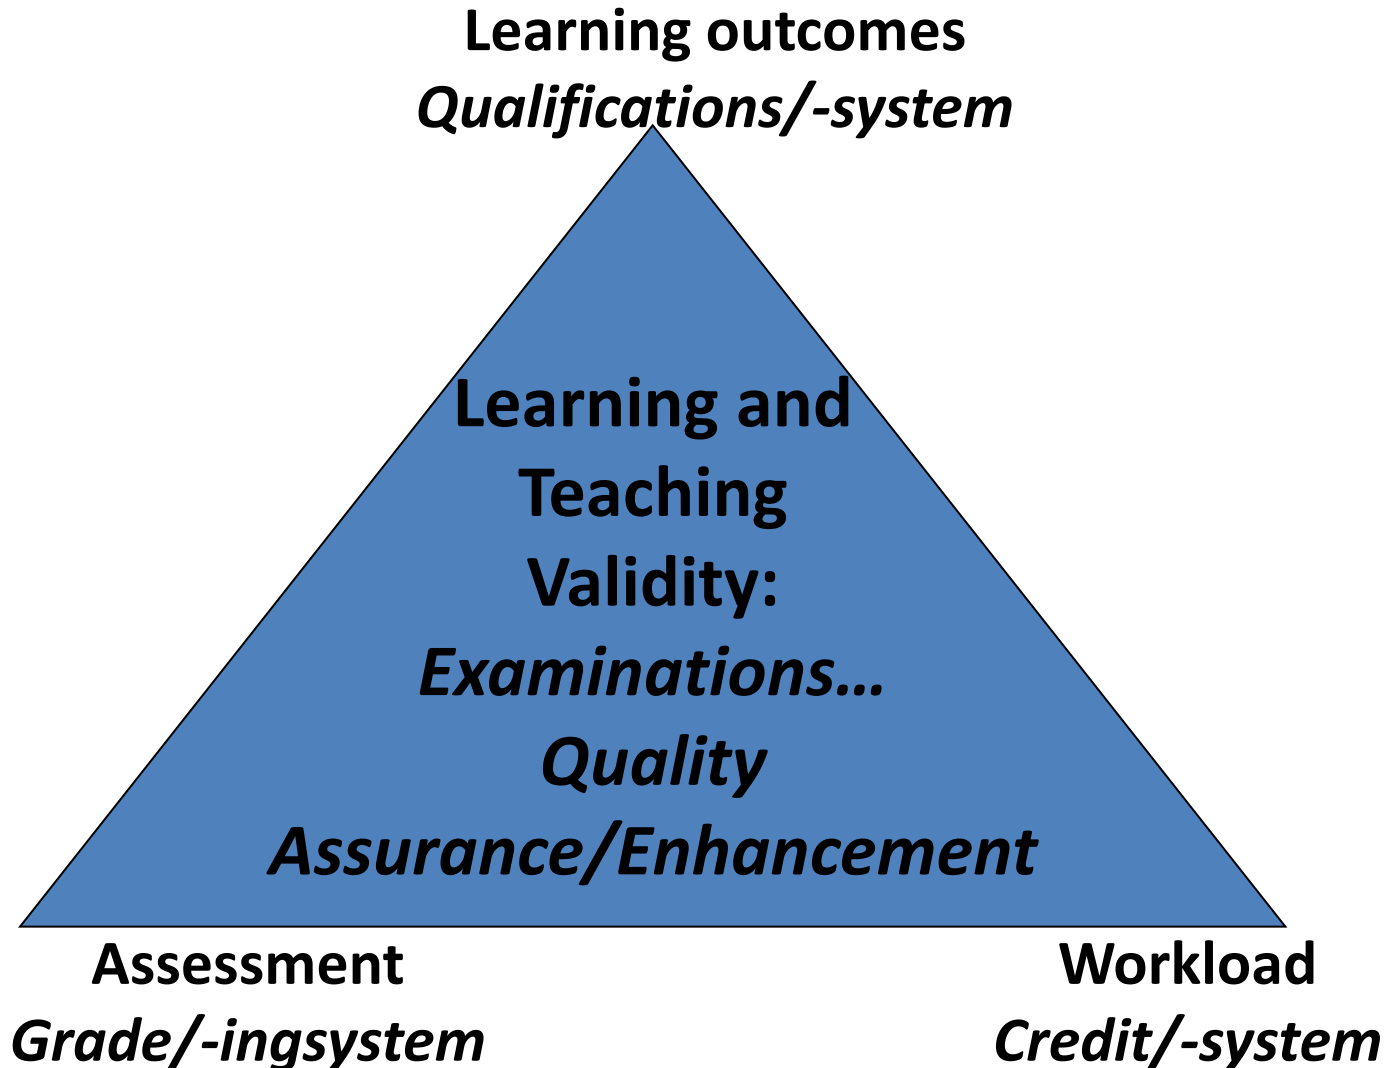 Learning outcomes
Qualifications/-system
Learning and
Teaching
Validity:
Examinations…
Quality
Assurance/Enhancement
Assessment
Grade/-ingsystem
Workload
Credit/-system